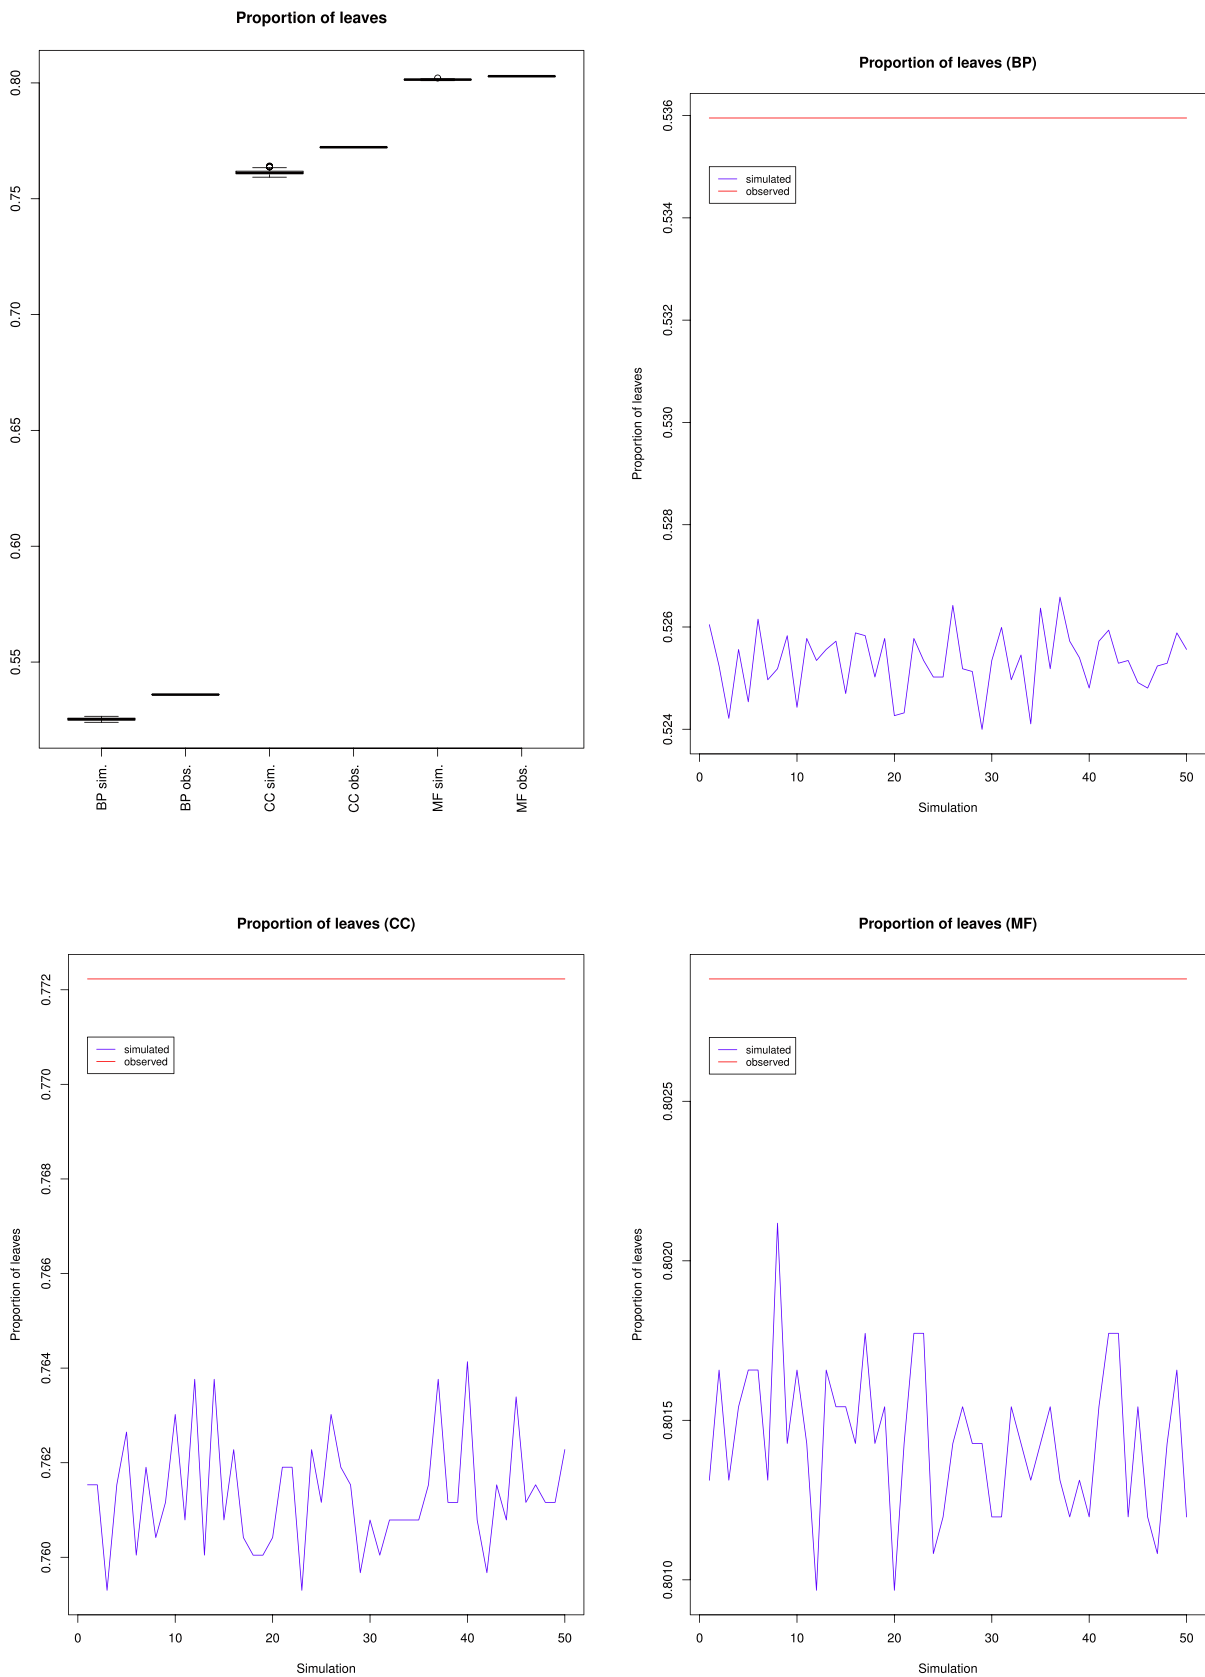 Proportion of leaves
0.80
0.75
0.70
0.65
0.60
0.55
BP sim.
BP obs.
CC sim.
CC obs.
MF sim.
MF obs.
Proportion of leaves (BP)
Proportion of leaves
0.536
0.534
0.532
0.530
0.528
0.526
0.524
simulated
observed
0 10 20 30 40 50
Simulation
Proportion of leaves (CC)
Proportion of leaves
0.772
0.770
0.768
0.766
0.764
0.762
0.760
simulated
observed
0 10 20 30 40 50
Simulation
Proportion of leaves (MF)
Proportion of leaves
0.8025
0.8020
0.8015
0.8010
simulated
observed
0 10 20 30 40 50
Simulation